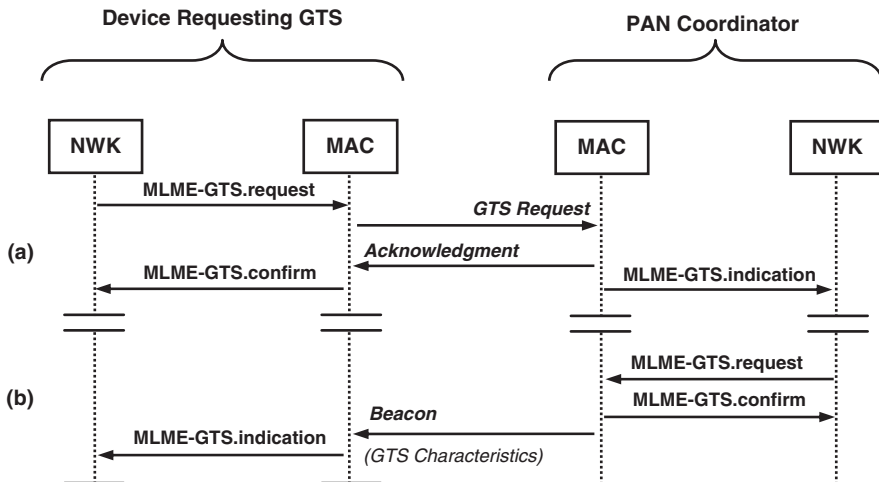 Device Requesting GTS
PAN Coordinator
NWK
MAC
MAC
NWK
MLME-GTS.request
GTS Request
(a)
Acknowledgment
MLME-GTS.confirm
MLME-GTS.indication
MLME-GTS.request
(b)
MLME-GTS.confirm
Beacon
MLME-GTS.indication
(GTS Characteristics)